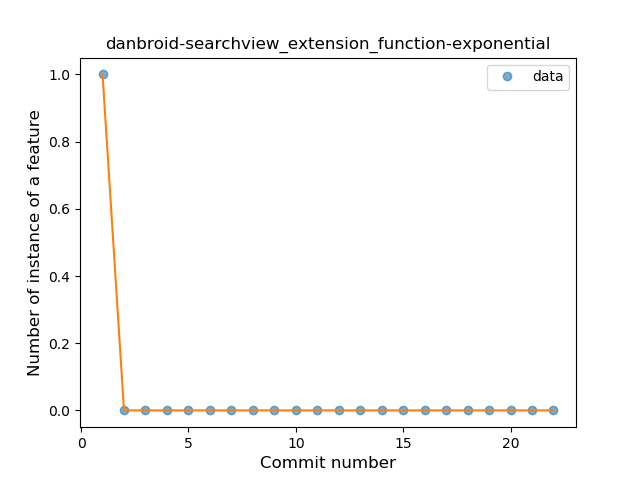 danbroid-searchview_extension_function-exponential
data
Number of instance of a feature
1.0
0.8
0.6
0.4
0.2
0.0
0 5 10 15 20
Commit number